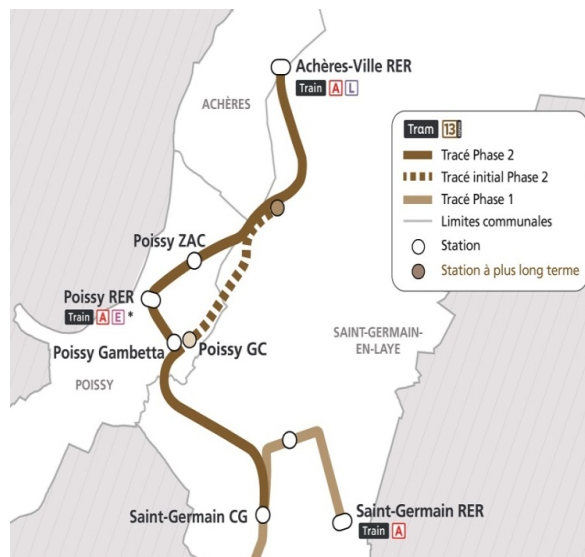 Achères-Ville RER
Train A L
ACHÈRES
Tram 13
Tracé Phase 2
Tracé initial Phase 2
Tracé Phase 1
Limites communales
Station
Station à plus long terme
Poissy ZAC
Poissy RER
Train A E *
Poissy Gambetta
Poissy GC
SAINT-GERMAIN-
EN-LAYE
POISSY
Saint-Germain CG
Saint-Germain RER
Train A